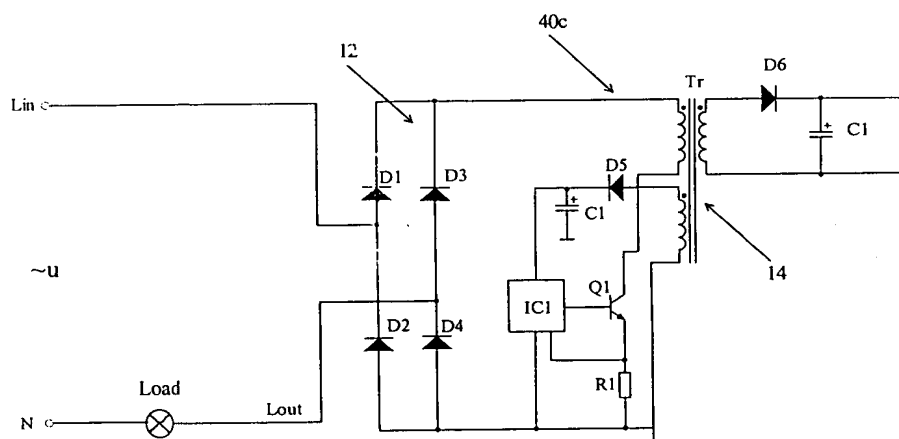 40c
12
Tr
D6
Lin
+
C1
D1
D3
D5
+
C1
14
~u
IC1
Q1
D2
D4
R1
Load
Lout
N